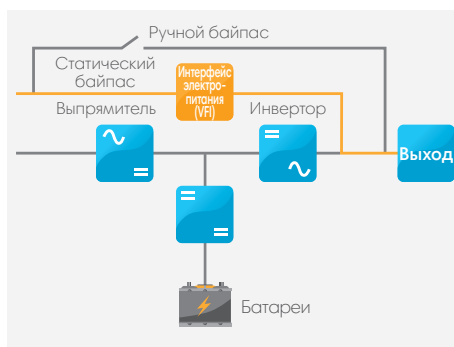 Ручной байпас
Статический
байпас
Интерфейс
электро-
питания
(VFI)
Выпрямитель
Инвертор
Выход
Батареи